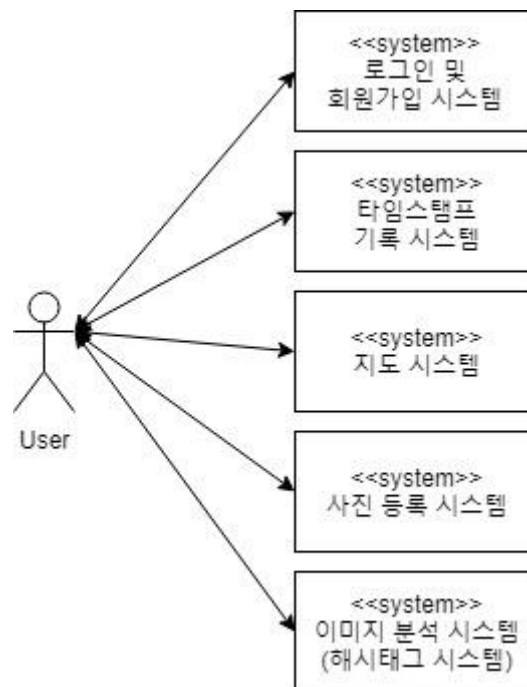 <<system>>
로그인 및
회원가입 시스템
<<system>>
타임스탬프
기록 시스템
<<system>>
지도 시스템
User
<<system>>
사진 등록 시스템
<<system>>
이미지 분석 시스템
(해시태그 시스템)